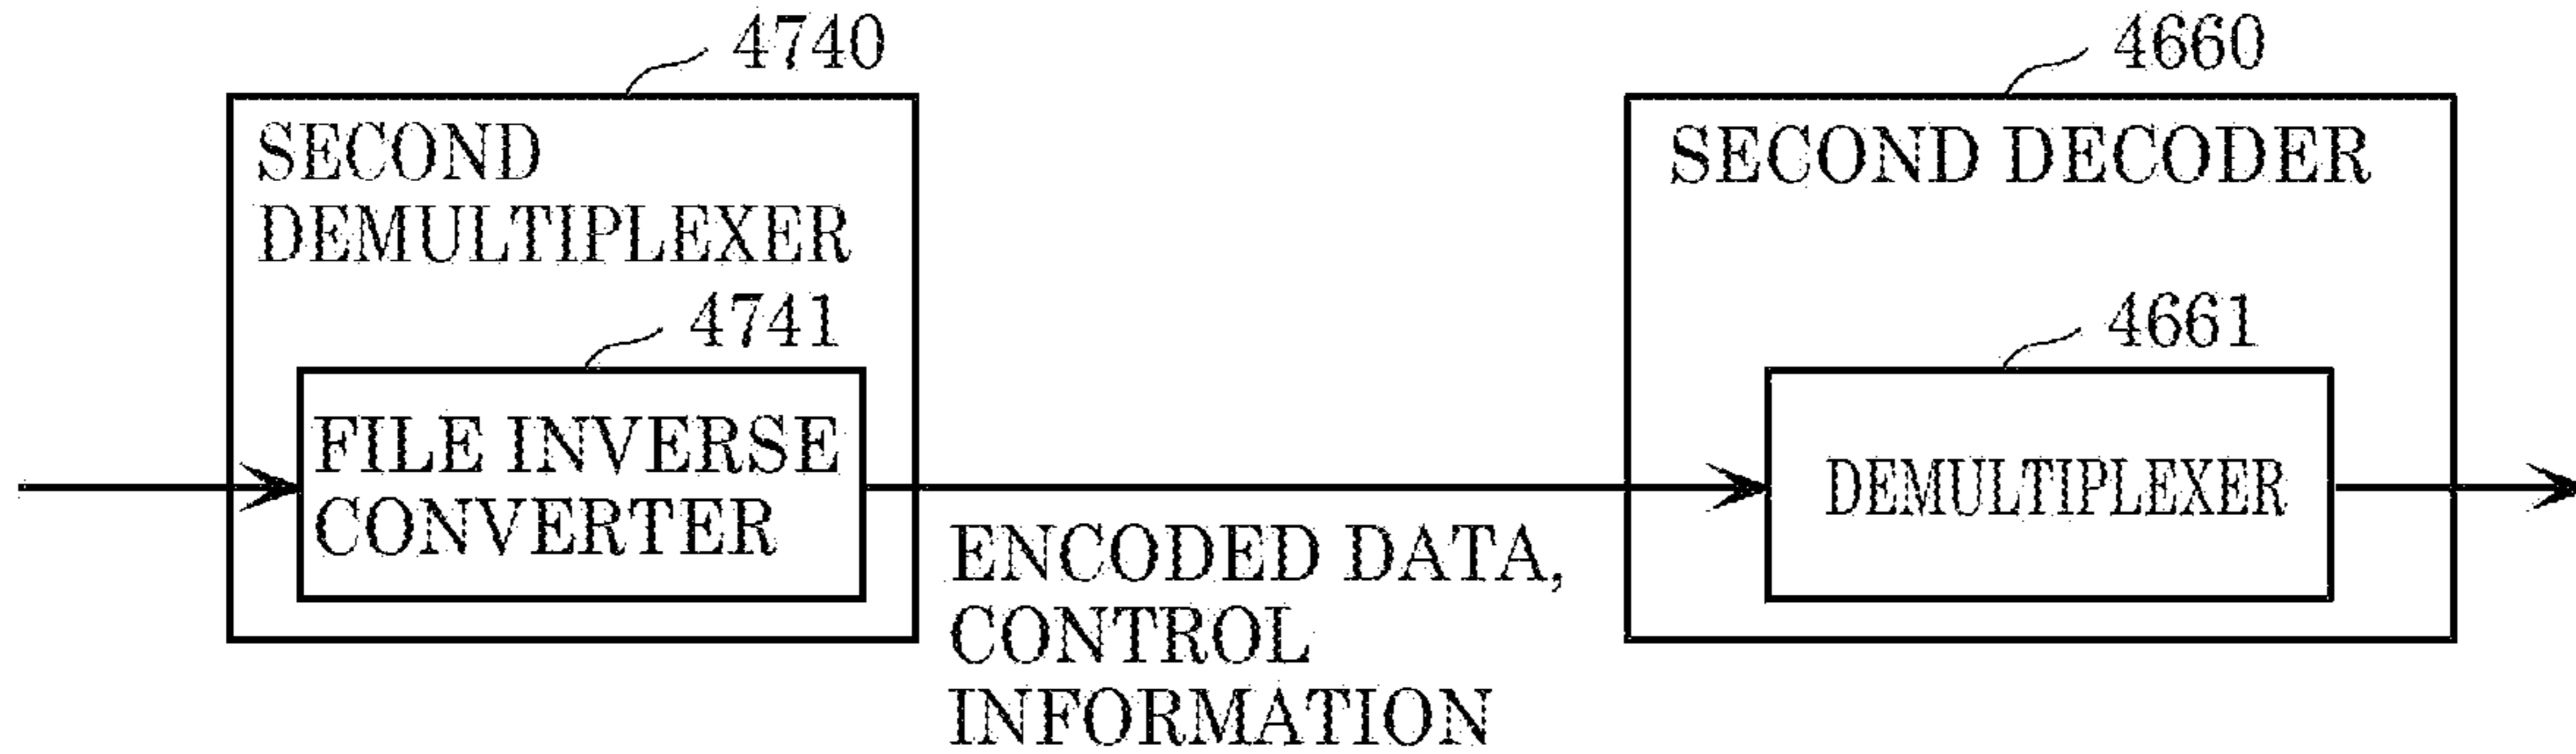 4740
SECOND
DEMULTIPLEXER
4741
FILE INVERSE
CONVERTER
ENCODED DATA,
CONTROL
INFORMATION
4660
SECOND DECODER
4661
DEMULTIPLEXER